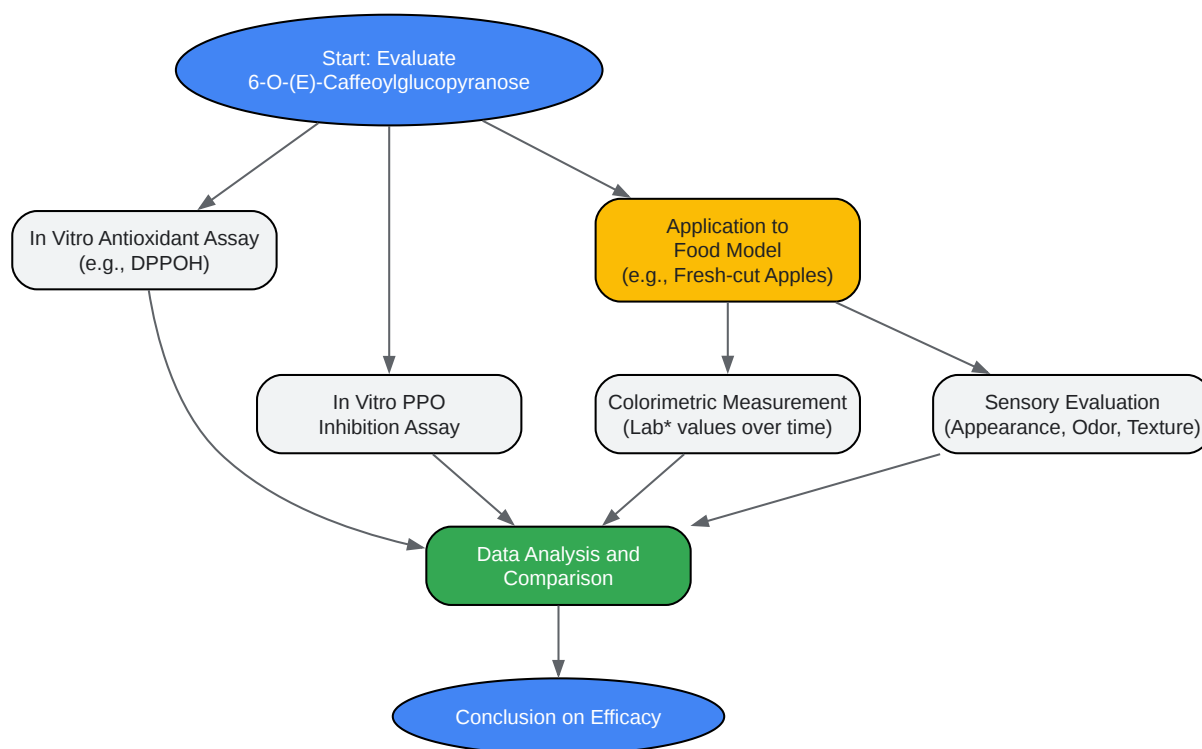 Start: Evaluate
6-O-(E)-Caffeoylglucopyranose
In Vitro Antioxidant Assay
(e.g., DPPOH)
Application to
Food Model
(e.g., Fresh-cut Apples)
In Vitro PPO
Inhibition Assay
Colorimetric Measurement
(Lab* values over time)
Sensory Evaluation
(Appearance, Odor, Texture)
Data Analysis and
Comparison
Conclusion on Efficacy